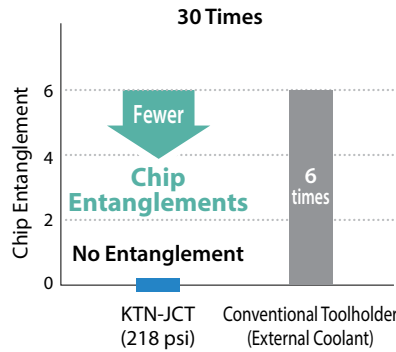 30 Times
Chip Entanglement
6
4
2
0
Fewer
Chip
Entanglements
No Entanglement
6
times
KTN-JCT
(218 psi)
Conventional Toolholder
(External Coolant)